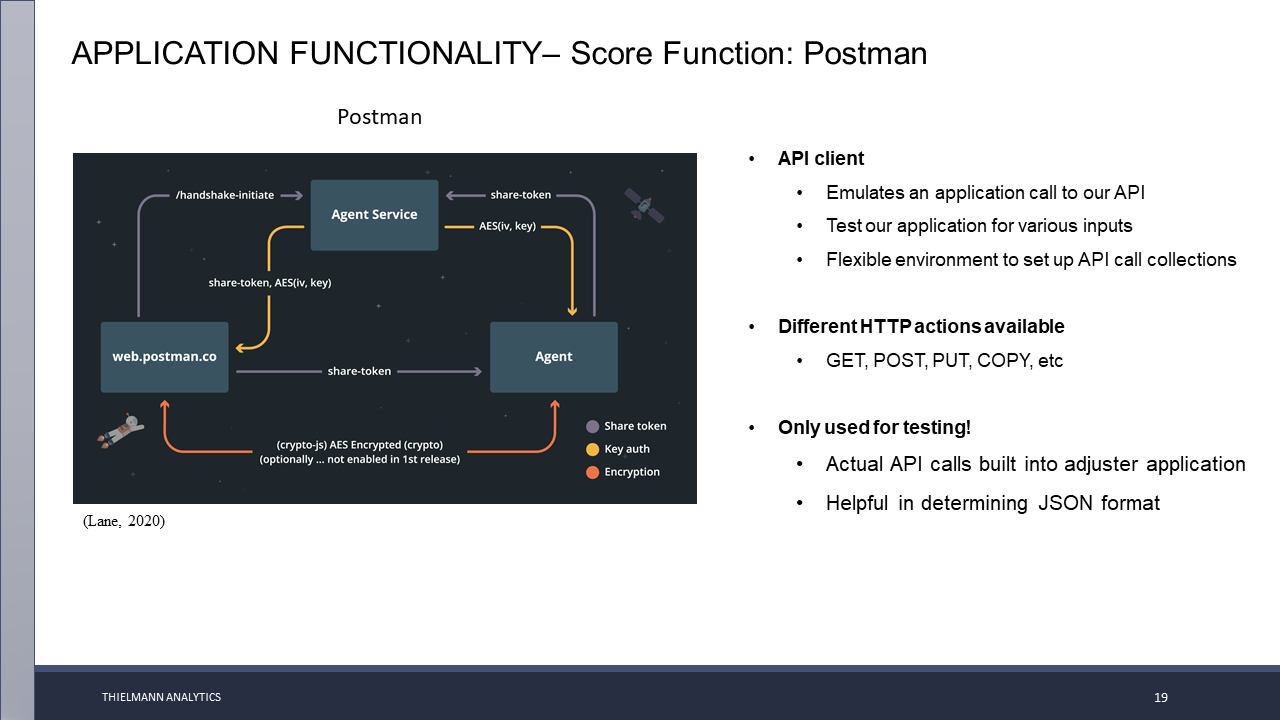 APPLICATION FUNCTIONALITY– Score Function: Postman
Postman
/handshake-initiate
Agent Service
share-token
AES(iv, key)
share-token, AES(iv, key)
web.postman.co
Agent
share-token
(crypto-js) AES Encrypted (crypto)
(optionally ... not enabled in 1st release)
Share token
Key auth
Encryption
(Lane, 2020)
• API client
• Emulates an application call to our API
• Test our application for various inputs
• Flexible environment to set up API call collections
• Different HTTP actions available
• GET, POST, PUT, COPY, etc
• Only used for testing!
• Actual API calls built into adjuster application
• Helpful in determining JSON format
THIELMANN ANALYTICS
19